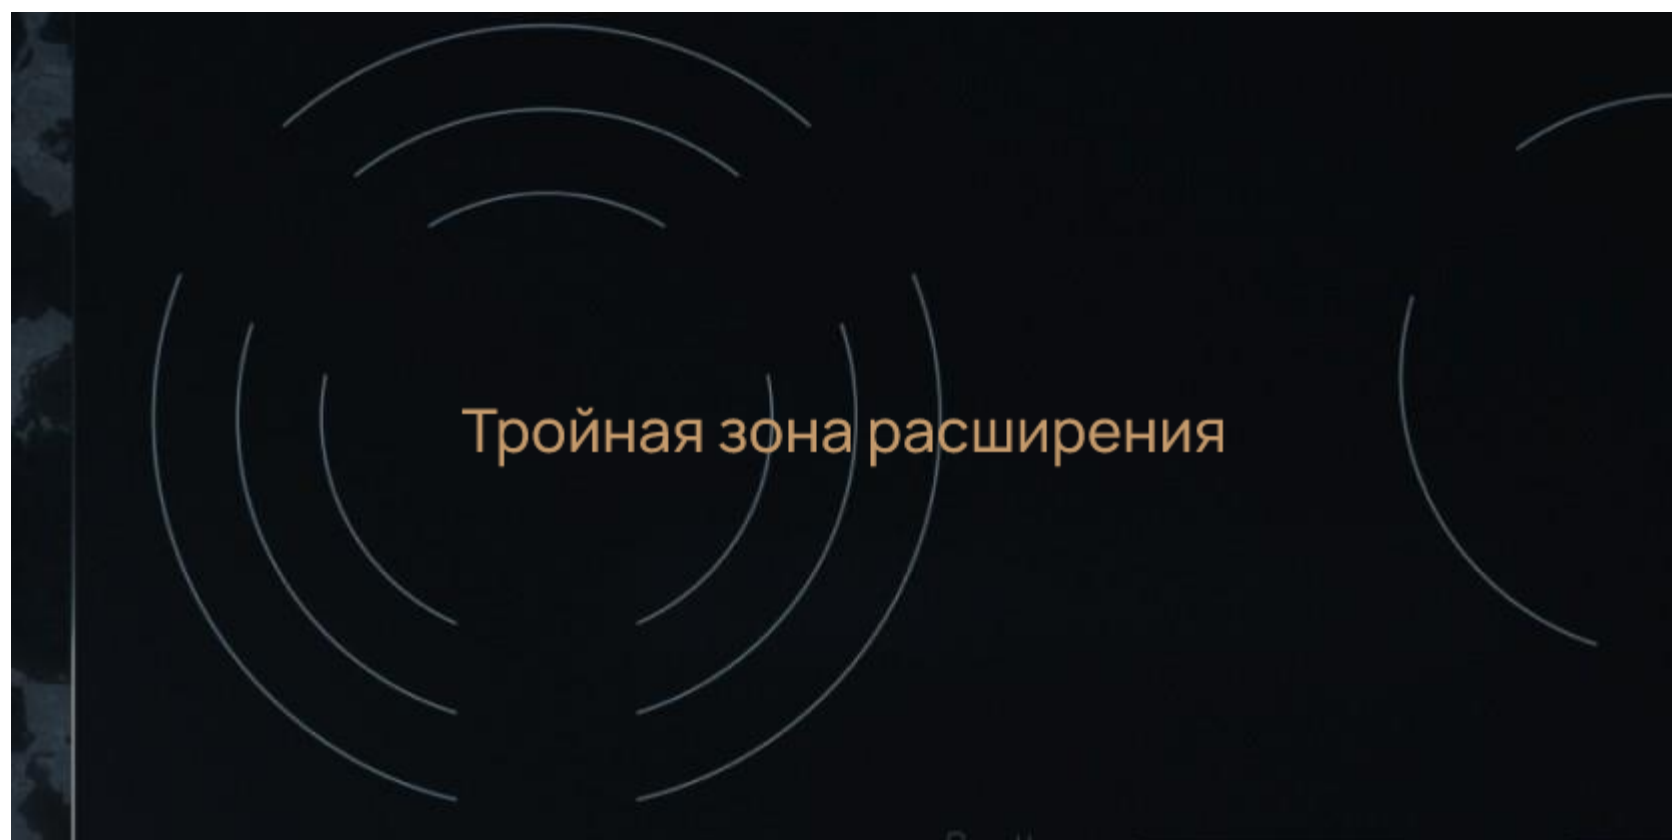 Тройная зона расширения